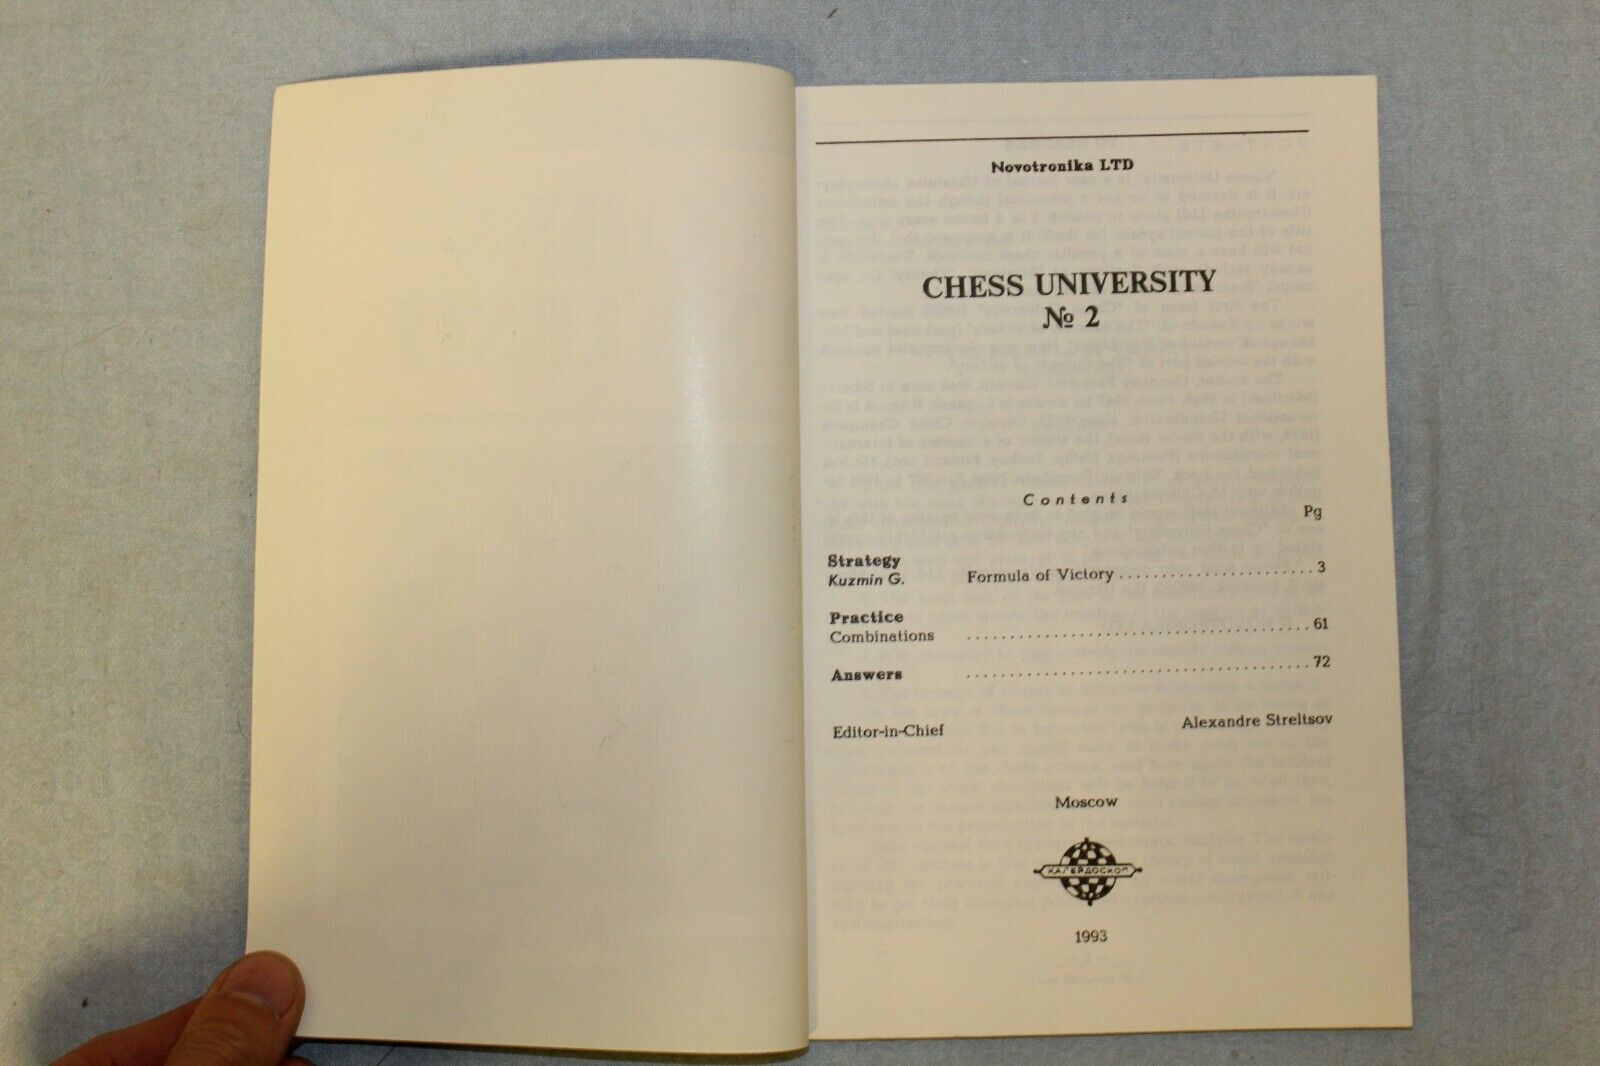 Novotronika LTD
CHESS UNIVERSITY
№ 2
Contents
Pg
Strategy
Kuzmin G. Formula of Victory ....................... 3
Practice
Combinations ........................................ 61
Answers ........................................ 72
Editor-in-Chief Alexandre Streltsov
Moscow
КАЛЕЙДОСКОП
1993